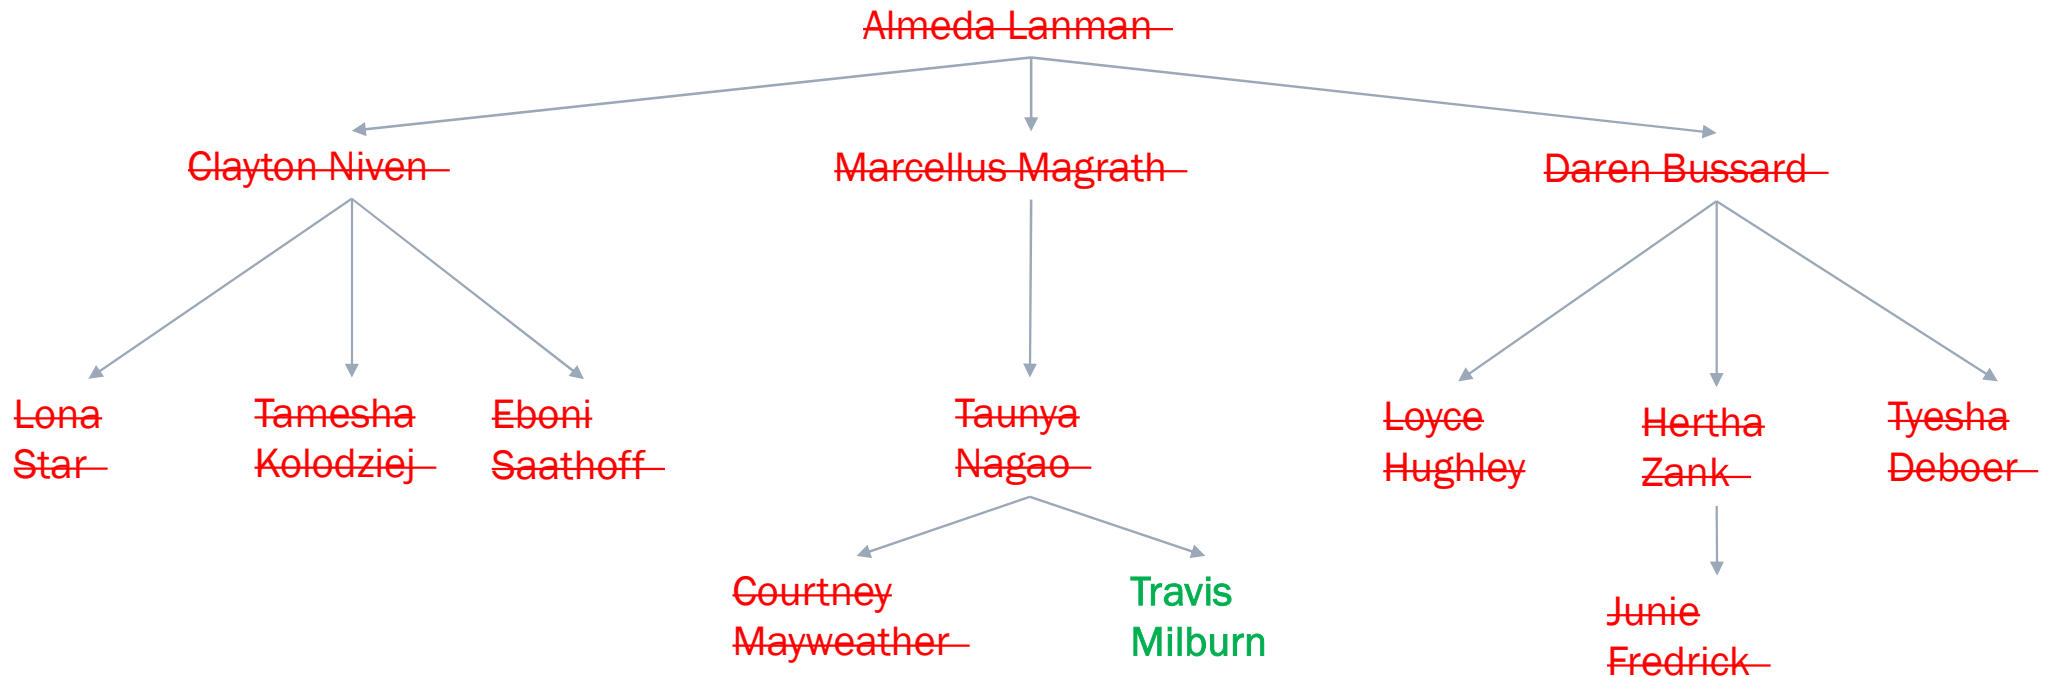 Almeda Lanman
Clayton Niven
Marcellus Magrath
Daren Bussard
Lona
Star
Tamesha
Kolodziej
Eboni
Saathoff
Taunya
Nagao
Loyce
Hughley
Hertha
Zank
Tyesha
Deboer
Courtney
Mayweather
Travis
Milburn
Junie
Fredrick